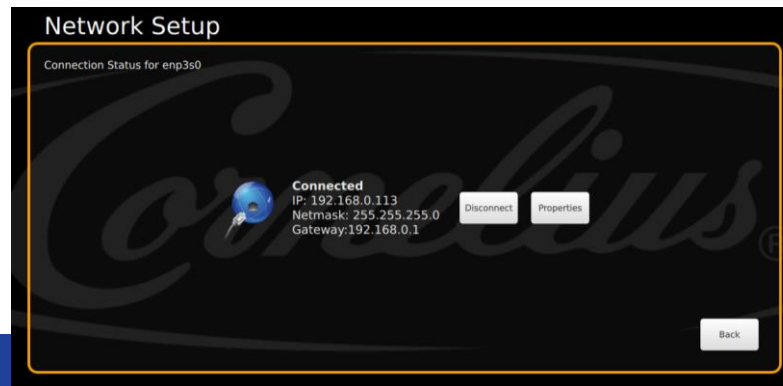 Network Setup
Connection Status for enp3s0
Cornelius®
Connected
IP: 192.168.0.113
Netmask: 255.255.255.0
Gateway:192.168.0.1
Disconnect
Properties
Back